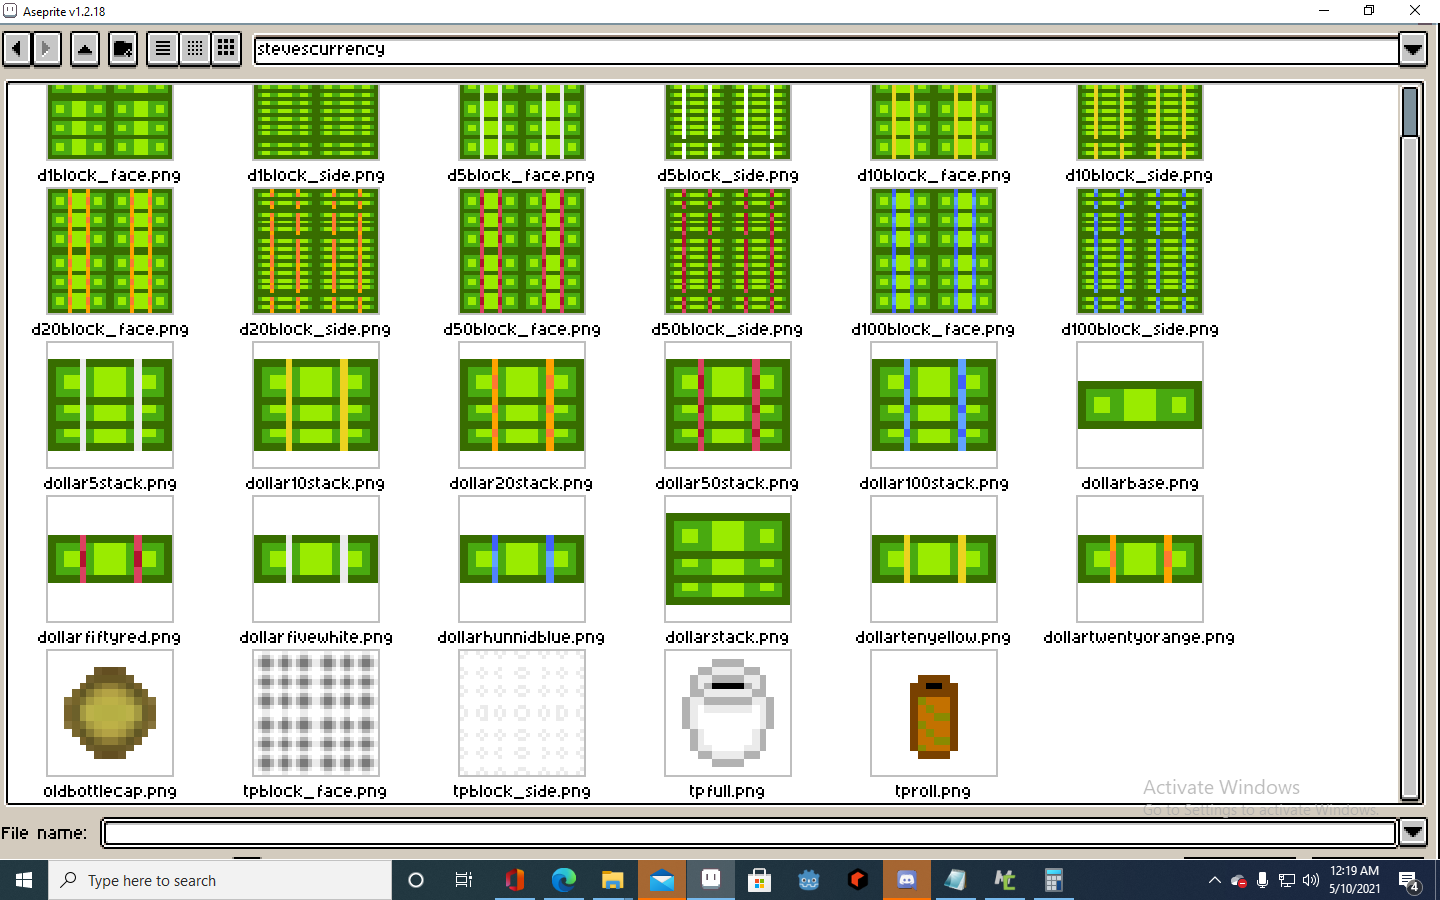 Aseprite v1.2.18
stevescurrency
d1block_face.png d1block_side.png d5block_face.png d5block_side.png d10block_face.png d10block_side.png
d20block_face.png d20block_side.png d50block_face.png d50block_side.png d100block_face.png d100block_side.png
dollar5stack.png dollar10stack.png dollar20stack.png dollar50stack.png dollar100stack.png dollarbase.png
dollarfiftyred.png dollarfivewhite.png dollarhunnidblue.png dollarstack.png dollartenyellow.png dollartwentyorange.png
oldbottlecap.png tpblock_face.png tpblock_side.png tpfull.png tproll.png
Activate Windows
Go to Settings to activate Windows.
File name:
Type here to search
12:19 AM
5/10/2021
4